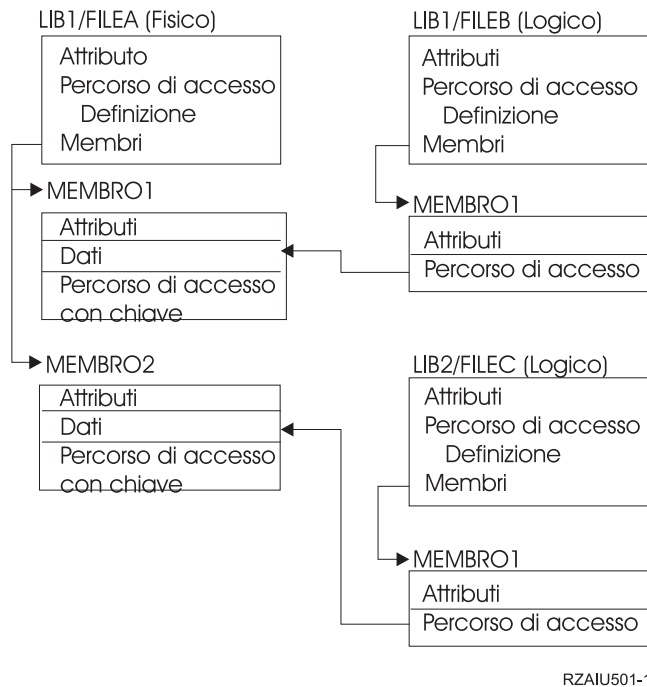 LIB1/FILEA (Fisico)
Attributo
Percorso di accesso
Definizione
Membri
MEMBRO1
Attributi
Dati
Percorso di accesso
con chiave
MEMBRO2
Attributi
Dati
Percorso di accesso
con chiave
LIB1/FILEB (Logico)
Attributi
Percorso di accesso
Definizione
Membri
MEMBRO1
Attributi
Percorso di accesso
LIB2/FILEC (Logico)
Attributi
Percorso di accesso
Definizione
Membri
MEMBRO1
Attributi
Percorso di accesso
RZAIU501-1